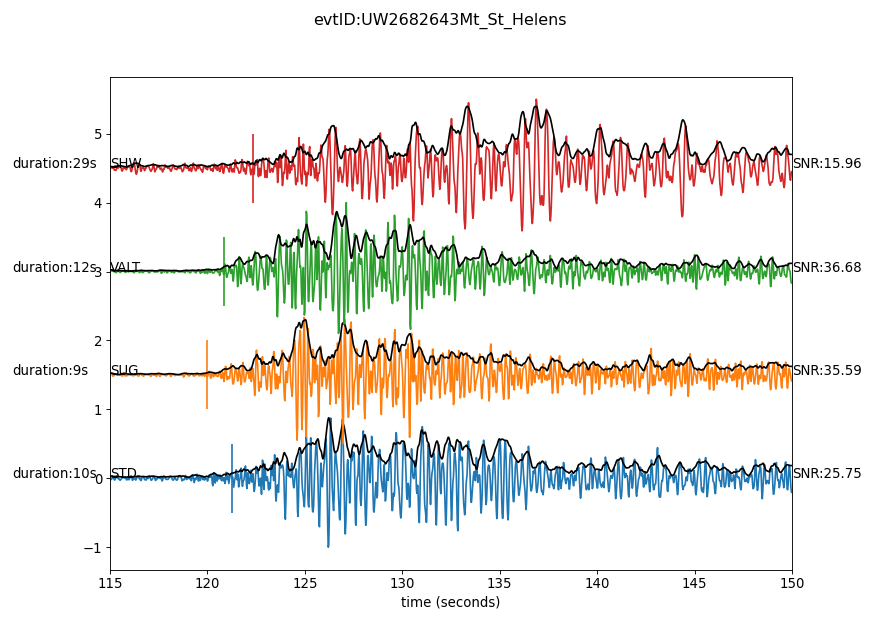 evtID:UW2682643Mt_St_Helens
5
duration:29s SHW SNR:15.96
4
duration:12s 3 VALT SNR:36.68
2
duration:9s SUG SNR:35.59
1
duration:10s 0 STD SNR:25.75
−1
115 120 125 130 135 140 145 150
time (seconds)